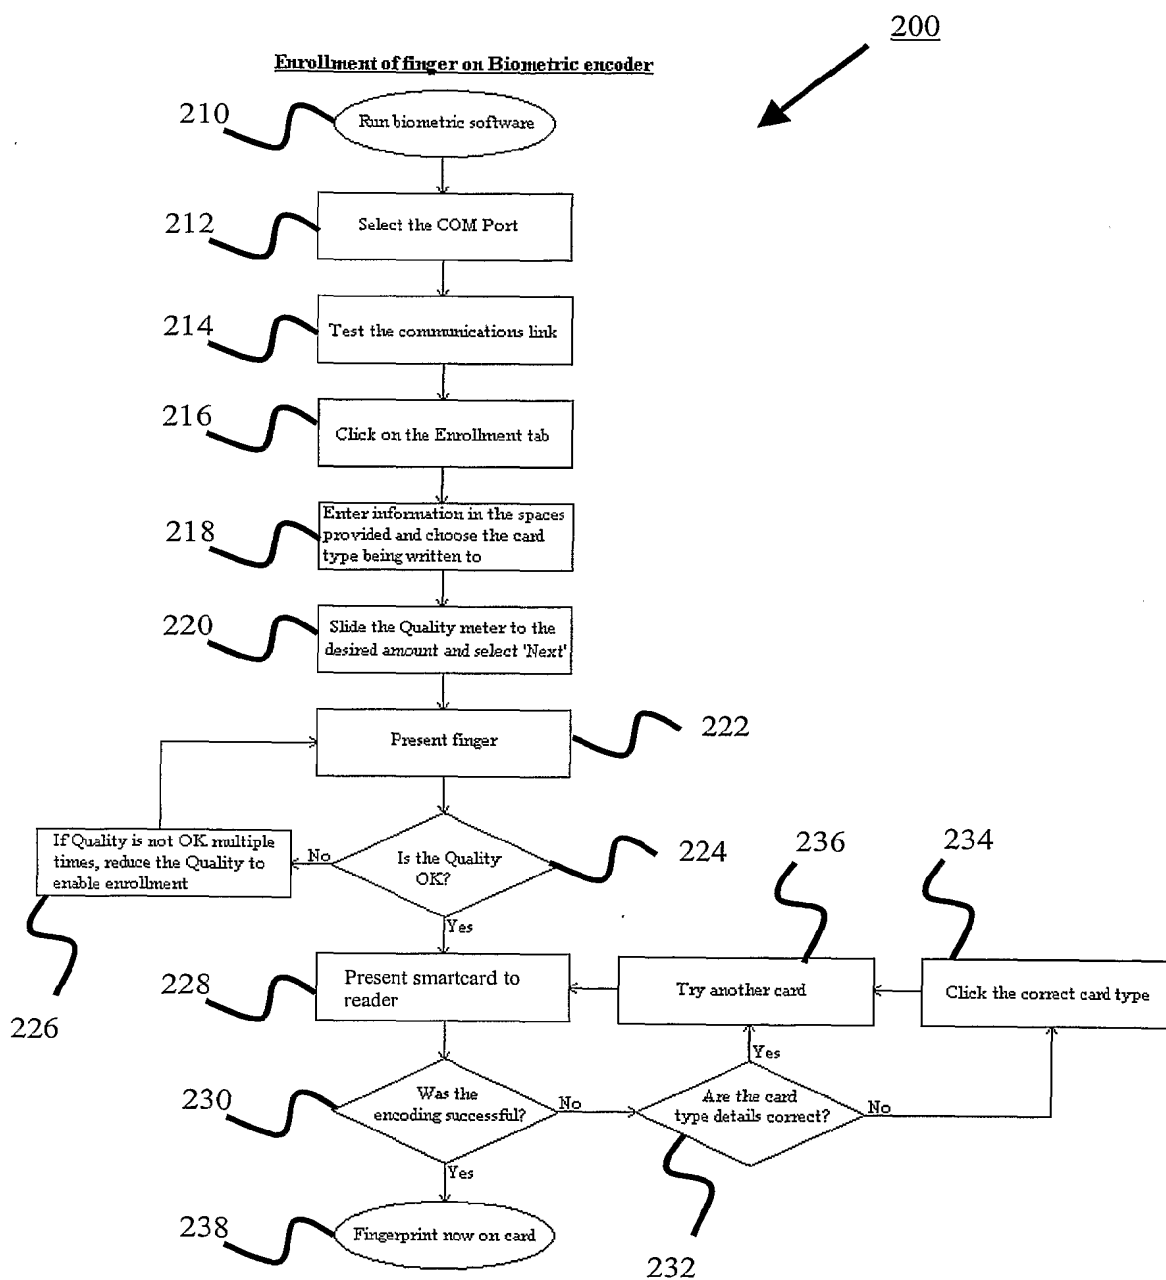 200
Enrollment of finger on Biometric encoder
210
Run biometric software
212
Select the COM Port
214
Test the communications link
216
Click on the Enrollment tab
218
Enter information in the spaces
provided and choose the card
type being written to
220
Slide the Quality meter to the
desired amount and select 'Next'
222
Present finger
If Quality is not OK multiple
times, reduce the Quality to
enable enrollment
226
No
Is the Quality
OK?
224
Yes
228
Present smartcard to
reader
236
Try another card
234
Click the correct card type
230
Was the
encoding successful?
No
Yes
Are the card
type details correct?
No
232
Yes
238
Fingerprint now on card